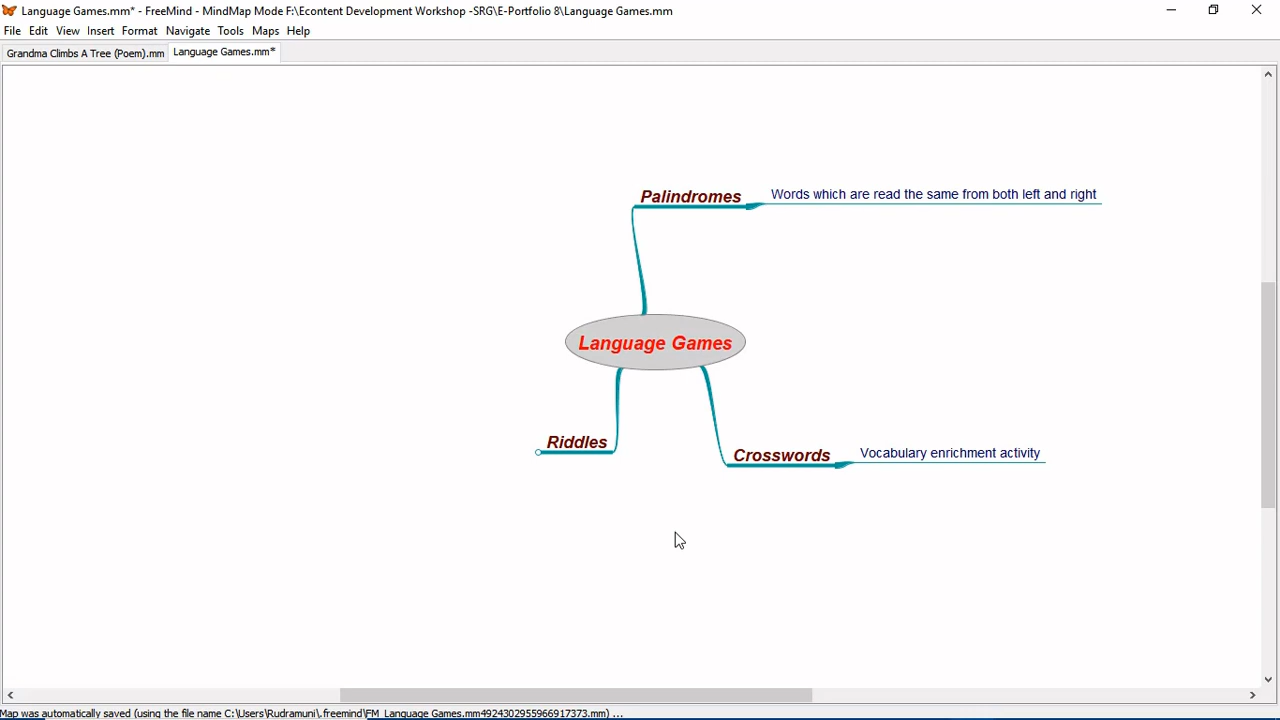 Language Games.mm* - FreeMind - MindMap Mode F:\Econtent Development Workshop -SRG\E-Portfolio 8\Language Games.mm
File Edit View Insert Format Navigate Tools Maps Help
Grandma Climbs A Tree (Poem).mm Language Games.mm*
Palindromes Words which are read the same from both left and right
Language Games
Riddles
Crosswords Vocabulary enrichment activity
Map was automatically saved (using the file name C:\Users\Rudramuni\.freemind\FM_Language Games.mm4924302955966917373.mm) ...